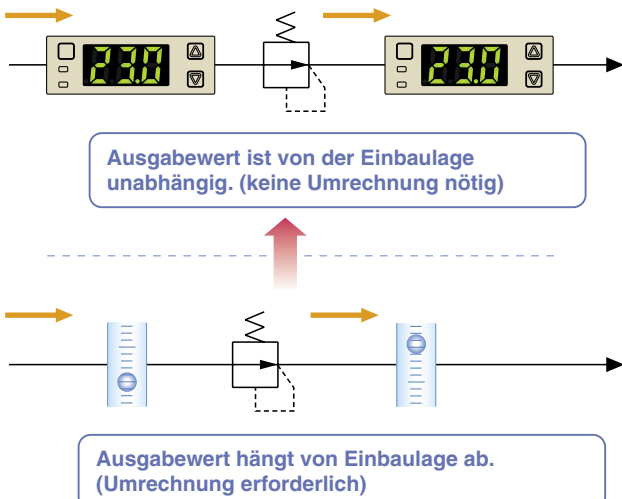 23.0 23.0
Ausgabewert ist von der Einbaulage
unabhängig. (keine Umrechnung nötig)
Ausgabewert hängt von Einbaulage ab.
(Umrechnung erforderlich)